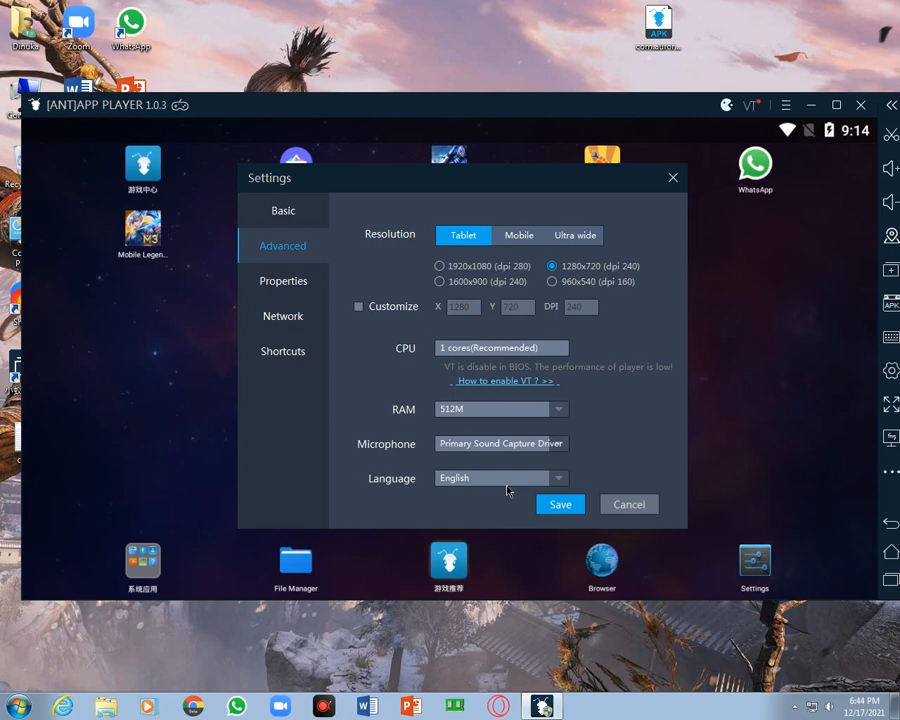 Dinuka
Zoom
WhatsApp
APK
com.auror...
[ANT]APP PLAYER 1.0.3
VT
9:14
游戏中心
WhatsApp
Mobile Legen...
Settings
Basic
Advanced
Properties
Network
Shortcuts
Resolution
Tablet
Mobile
Ultra wide
1920x1080 (dpi 280)
1280x720 (dpi 240)
1600x900 (dpi 240)
960x540 (dpi 160)
Customize
X
1280
Y
720
DPI
240
CPU
1 cores(Recommended)
VT is disable in BIOS. The performance of player is low!
How to enable VT ? >>
RAM
512M
Microphone
Primary Sound Capture Driver
Language
English
Save
Cancel
系统应用
File Manager
游戏推荐
Browser
Settings
APK
6:44 PM
12/17/2021